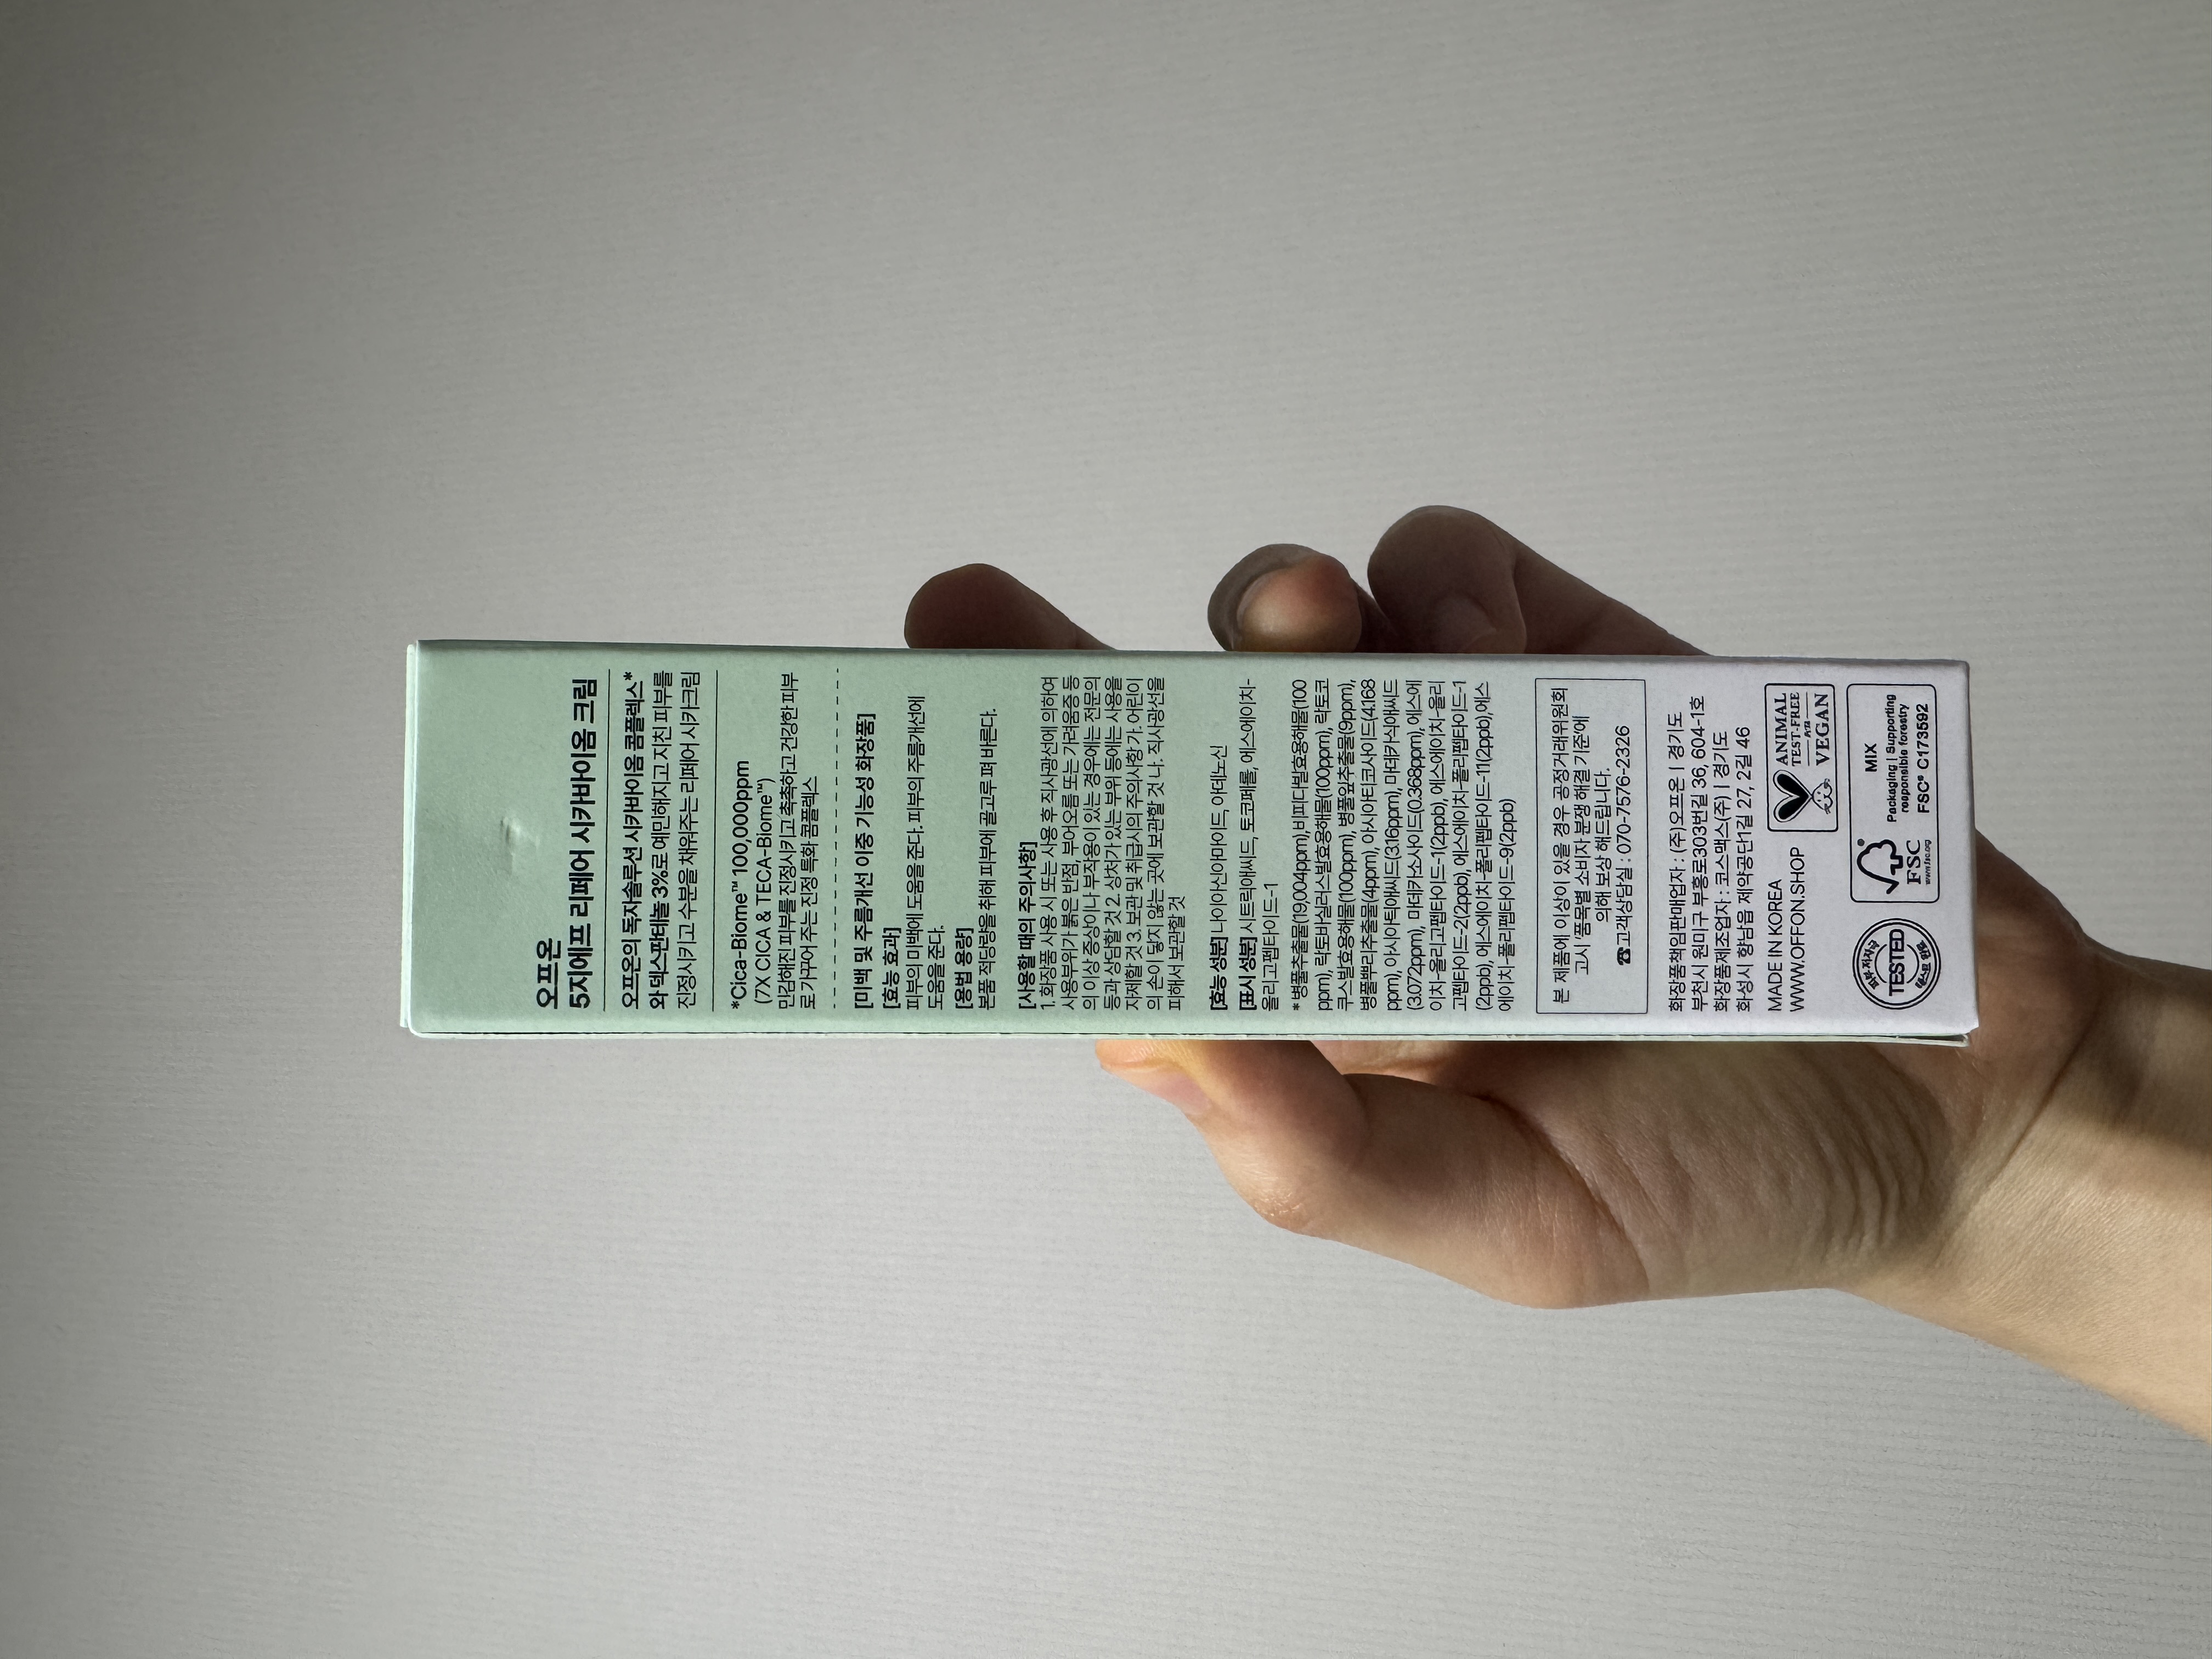 오프온
5지에프 리페어 시카바이옴 크림
오프온의 독자솔루션 시카바이옴 콤플렉스*
와 덱스판테놀 3%로 예민해지고 지친 피부를
진정시키고 수분을 채워주는 리페어 시카크림
*Cica-Biome™ 100,000ppm
(7X CICA & TECA-Biome™)
민감해진 피부를 진정시키고 촉촉하고 건강한 피부
로 가꾸어 주는 진정 특화 콤플렉스
[미백 및 주름개선 이중 기능성 화장품]
[효능 효과]
피부의 미백에 도움을 준다. 피부의 주름개선에
도움을 준다.
[용법 용량]
본품 적당량을 취해 피부에 골고루 펴 바른다.
[사용할 때의 주의사항]
1. 화장품 사용 시 또는 사용 후 직사광선에 의하여
사용부위가 붉은 반점, 부어오름 또는 가려움증 등
의 이상 증상이나 부작용이 있는 경우에는 전문의
등과 상담할 것 2. 상처가 있는 부위 등에는 사용을
자제할 것 3. 보관 및 취급시의 주의사항 가. 어린이
의 손이 닿지 않는 곳에 보관할 것 나. 직사광선을
피해서 보관할 것
[효능 성분] 나이아신아마이드, 아데노신
[표시 성분] 시트릭애씨드, 토코페롤, 에스에이치-
올리고펩타이드-1
*병풀추출물(19,004ppm),비피다발효용해물(100
ppm), 락토바실러스발효용해물(100ppm), 락토코
쿠스발효용해물(100ppm), 병풀잎추출물(9ppm),
병풀뿌리추출물(4ppm), 아시아티코사이드(4.168
ppm), 아시아틱애씨드(3.16ppm), 마데카식애씨드
(3.072ppm), 마데카소사이드(0.368ppm), 에스에
이치-올리고펩타이드-1(2ppb), 에스에이치-올리
고펩타이드-2(2ppb), 에스에이치-폴리펩타이드-1
(2ppb), 에스에이치-폴리펩타이드-11(2ppb),에스
에이치-폴리펩타이드-9(2ppb)
본 제품에 이상이 있을 경우 공정거래위원회
고시 '품목별 소비자 분쟁 해결 기준'에
의해 보상 해드립니다.
☎고객상담실 : 070-7576-2326
화장품책임판매업자 : (주)오프온 | 경기도
부천시 원미구 부흥로303번길 36, 604-1호
화장품제조업자 : 코스맥스(주) | 경기도
화성시 향남읍 제약공단1길 27, 2길 46
MADE IN KOREA
WWW.OFFON.SHOP
ANIMAL
TEST-FREE
VEGAN
피부 저자극
TESTED
테스트 완료
FSC
www.fsc.org
MIX
Packaging | Supporting
responsible forestry
FSC® C173592